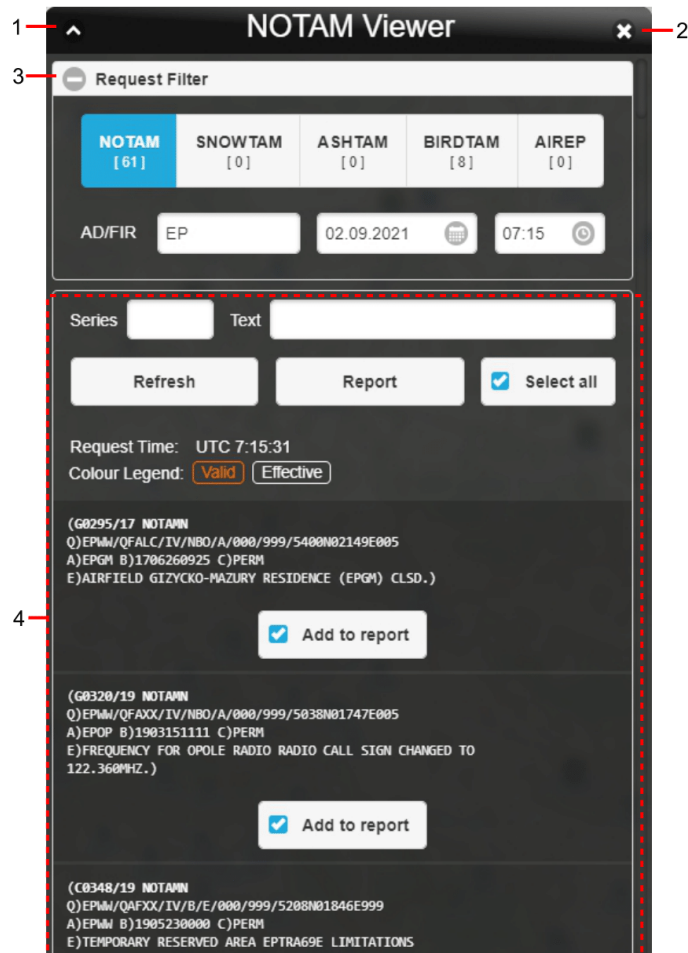 1
NOTAM Viewer
2
3
Request Filter
NOTAM SNOWTAM ASHTAM BIRDTAM AIREP
[61] [0] [0] [8] [0]
AD/FIR EP 02.09.2021 07:15
Series Text
Refresh Report Select all
Request Time: UTC 7:15:31
Colour Legend: Valid Effective
(G0295/17 NOTAMN
Q)EPWW/QFALC/IV/NBO/A/000/999/5400N02149E005
A)EPGM B)1706260925 C)PERM
E)AIRFIELD GIZYCKO-MAZURY RESIDENCE (EPGM) CLSD.)
4
Add to report
(G0320/19 NOTAMN
Q)EPWW/QFAXX/IV/NBO/A/000/999/5038N01747E005
A)EPOP B)1903151111 C)PERM
E)FREQUENCY FOR OPOLE RADIO RADIO CALL SIGN CHANGED TO
122.360MHZ.)
Add to report
(C0348/19 NOTAMN
Q)EPWW/QAFXX/IV/B/E/000/999/5208N01846E999
A)EPWW B)1905230000 C)PERM
E)TEMPORARY RESERVED AREA EPTRA69E LIMITATIONS